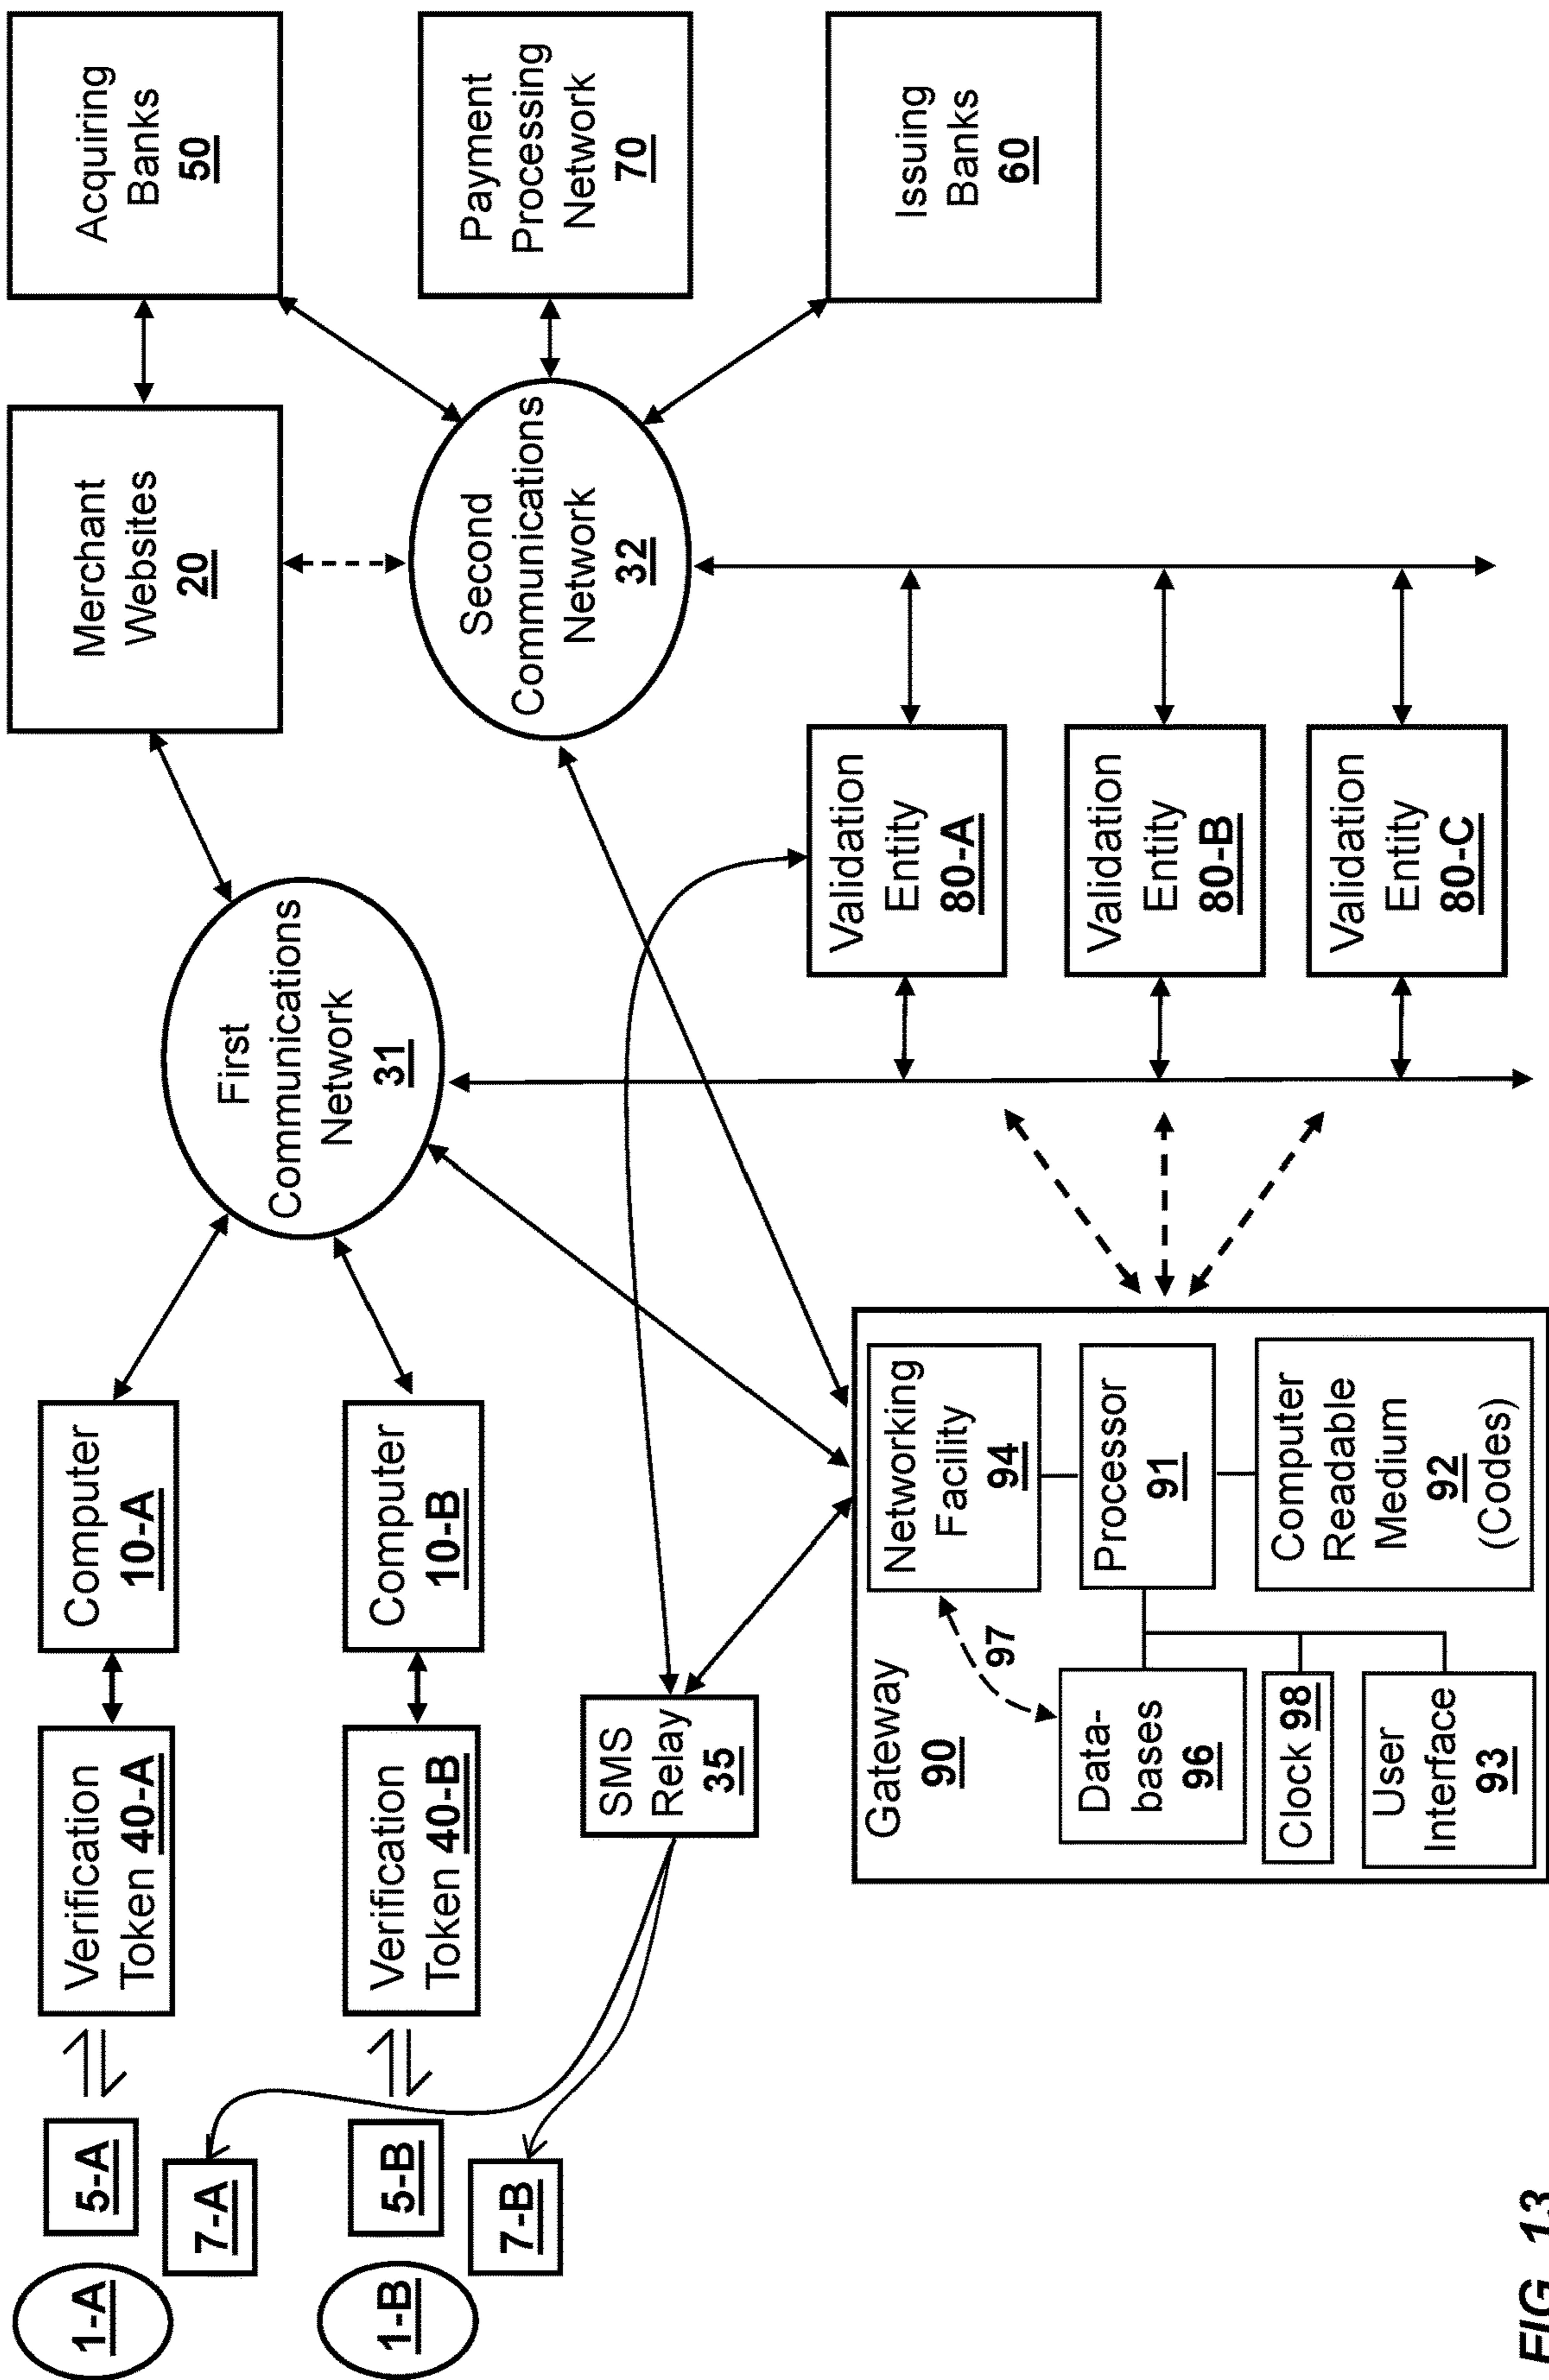 1-A
5-A
7-A
Verification
Token 40-A
Computer
10-A
1-B
5-B
7-B
Verification
Token 40-B
Computer
10-B
First
Communications
Network
31
Merchant
Websites
20
Acquiring
Banks
50
Second
Communications
Network
32
Payment
Processing
Network
70
Issuing
Banks
60
SMS
Relay
35
Gateway
90
Networking
Facility
94
97
Data-
bases
96
Processor
91
Clock 98
User
Interface
93
Computer
Readable
Medium
92
(Codes)
Validation
Entity
80-A
Validation
Entity
80-B
Validation
Entity
80-C
FIG. 13